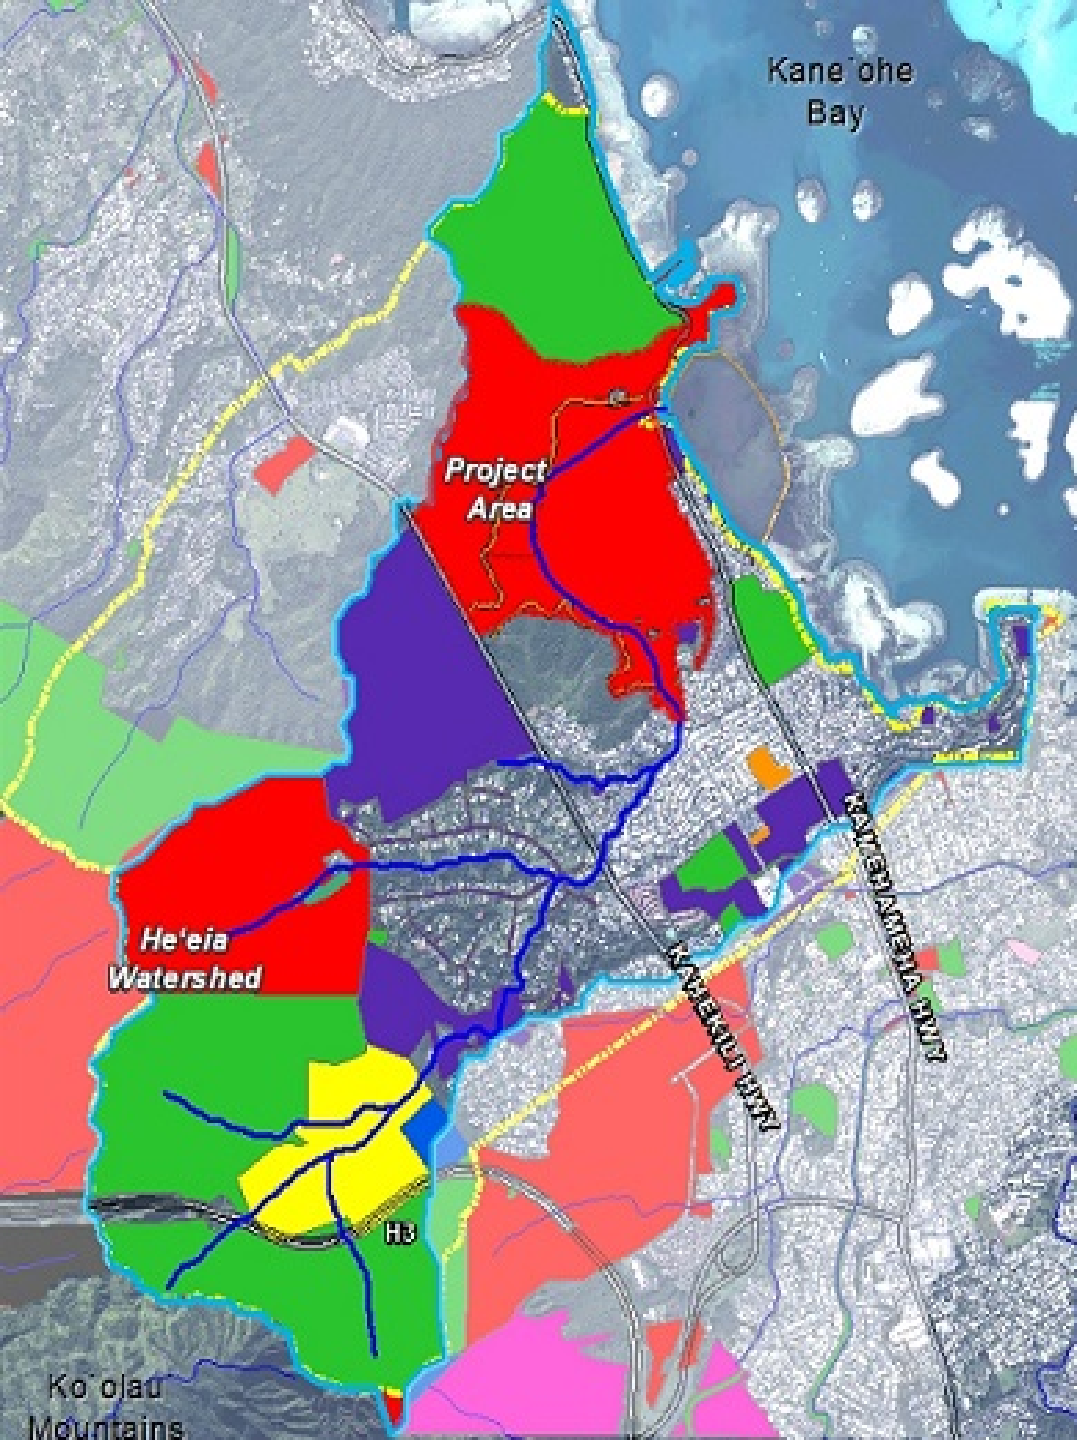 Kane`ohe
Bay
Project
Area
KAMEHAMEHA HWY
He'eia
Watershed
KAHEKILI HWY
H3
Ko`olau
Mountains